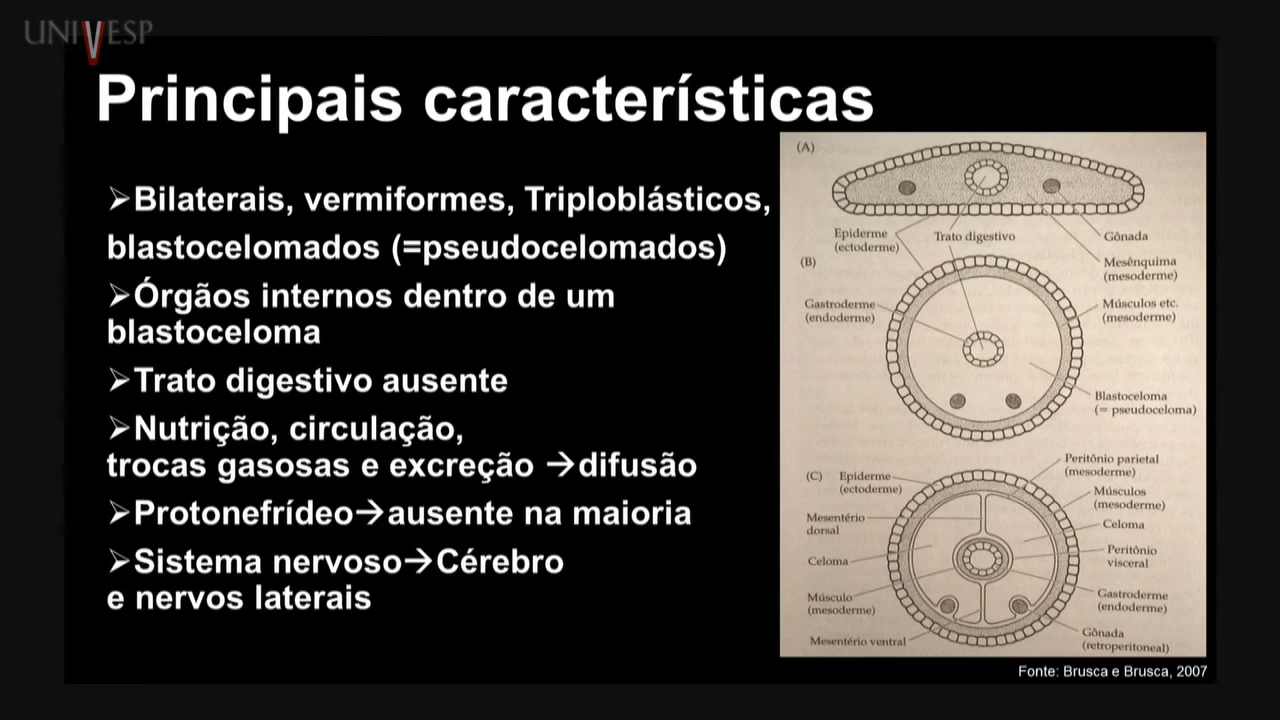 UNIVESP
Principais características
➢Bilaterais, vermiformes, Triploblásticos,
blastocelomados (=pseudocelomados)
➢Órgãos internos dentro de um
blastoceloma
➢Trato digestivo ausente
➢Nutrição, circulação,
trocas gasosas e excreção →difusão
➢Protonefrídeo→ausente na maioria
➢Sistema nervoso→Cérebro
e nervos laterais
(A)
Epiderme
(ectoderme)
Trato digestivo
Gônada
Mesênquima
(mesoderme)
(B)
Gastroderme
(endoderme)
Músculos etc.
(mesoderme)
Blastoceloma
(= pseudoceloma)
(C) Epiderme
(ectoderme)
Peritônio parietal
(mesoderme)
Músculos
(mesoderme)
Mesentério
dorsal
Celoma
Celoma
Peritônio
visceral
Músculo
(mesoderme)
Gastroderme
(endoderme)
Mesentério ventral
Gônada
(retroperitoneal)
Fonte: Brusca e Brusca, 2007